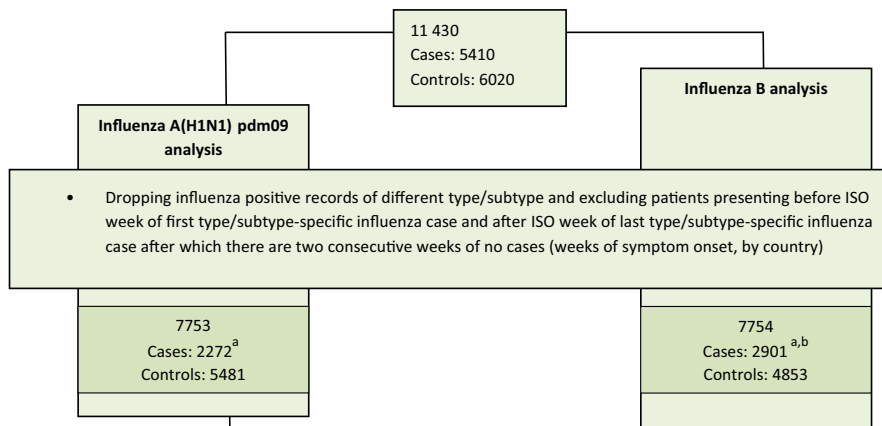 11 430
Cases: 5410
Controls: 6020
Influenza B analysis
Influenza A(H1N1) pdm09
analysis
• Dropping influenza positive records of different type/subtype and excluding patients presenting before ISO
week of first type/subtype-specific influenza case and after ISO week of last type/subtype-specific influenza
case after which there are two consecutive weeks of no cases (weeks of symptom onset, by country)
7753
Cases: 2272a
Controls: 5481
7754
Cases: 2901 a,b
Controls: 4853